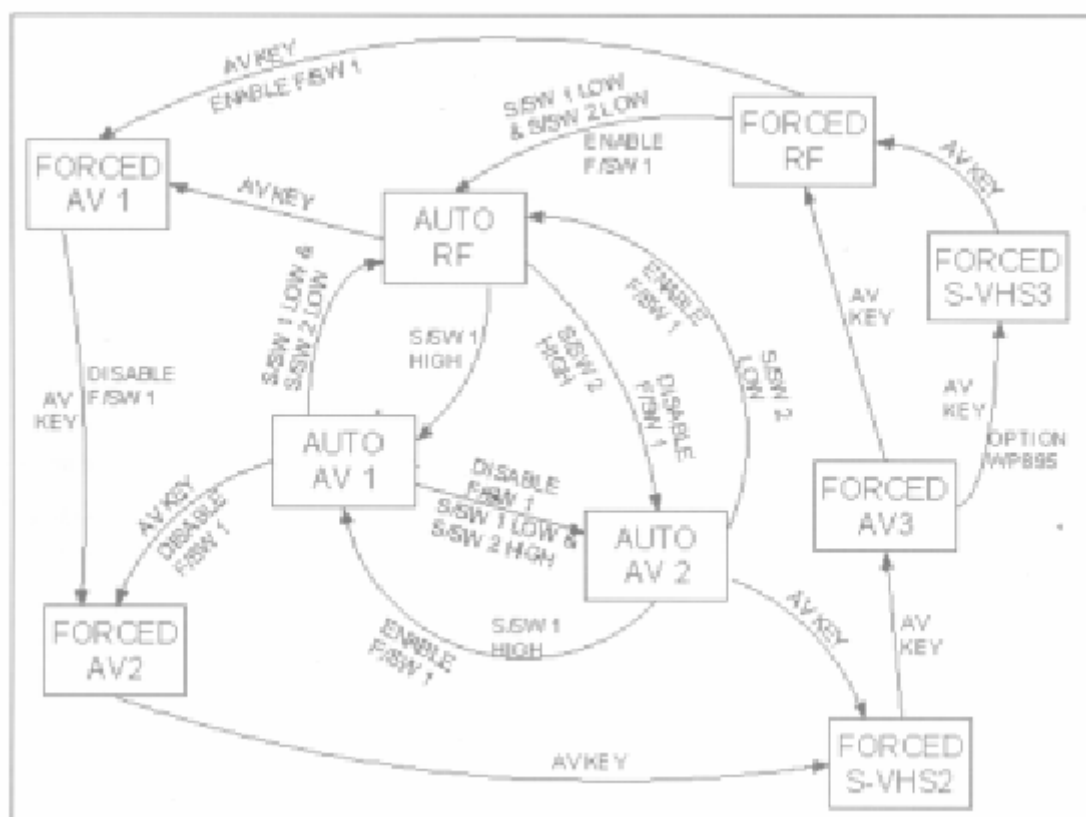 AV KEY
ENABLE F/SW 1
S/SW 1 LOW
& S/SW 2 LOW
ENABLE
F/SW 1
FORCED
RF
AV KEY
FORCED
AV 1
AV KEY
AUTO
RF
FORCED
S-VHS3
S/SW 1 LOW &
S/SW 2 LOW
S/SW 1
HIGH
ENABLE
F/SW 1
S/SW 2
HIGH
DISABLE
F/SW 1
S/SW 2
LOW
AV
KEY
AV
KEY
DISABLE
F/SW 1
AV
KEY
OPTION
WP895
AUTO
AV 1
DISABLE
F/SW 1
S/SW 1 LOW &
S/SW 2 HIGH
FORCED
AV3
AV KEY
DISABLE
F/SW 1
AUTO
AV 2
FORCED
AV2
ENABLE
F/SW 1
S/SW 1
HIGH
AV KEY
AV
KEY
AV KEY
FORCED
S-VHS2